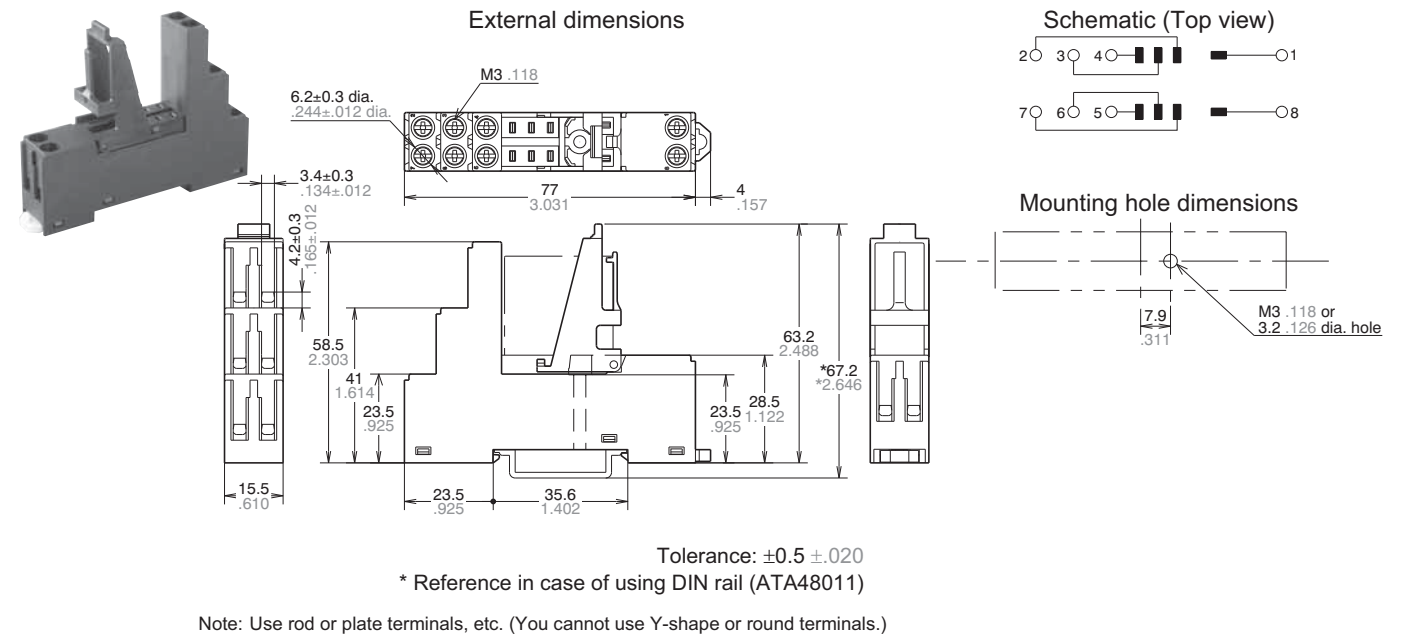 External dimensions
Schematic (Top view)
2 3 4 1
7 6 5 8
M3 .118
6.2±0.3 dia.
.244±.012 dia.
77
3.031
4
.157
3.4±0.3
.134±.012
4.2±0.3
.165±.012
Mounting hole dimensions
7.9
.311
M3 .118 or
3.2 .126 dia. hole
58.5
2.303
41
1.614
23.5
.925
63.2
2.488
*67.2
*2.646
28.5
1.122
23.5
.925
15.5
.610
23.5
.925
35.6
1.402
Tolerance: ±0.5 ±.020
* Reference in case of using DIN rail (ATA48011)
Note: Use rod or plate terminals, etc. (You cannot use Y-shape or round terminals.)